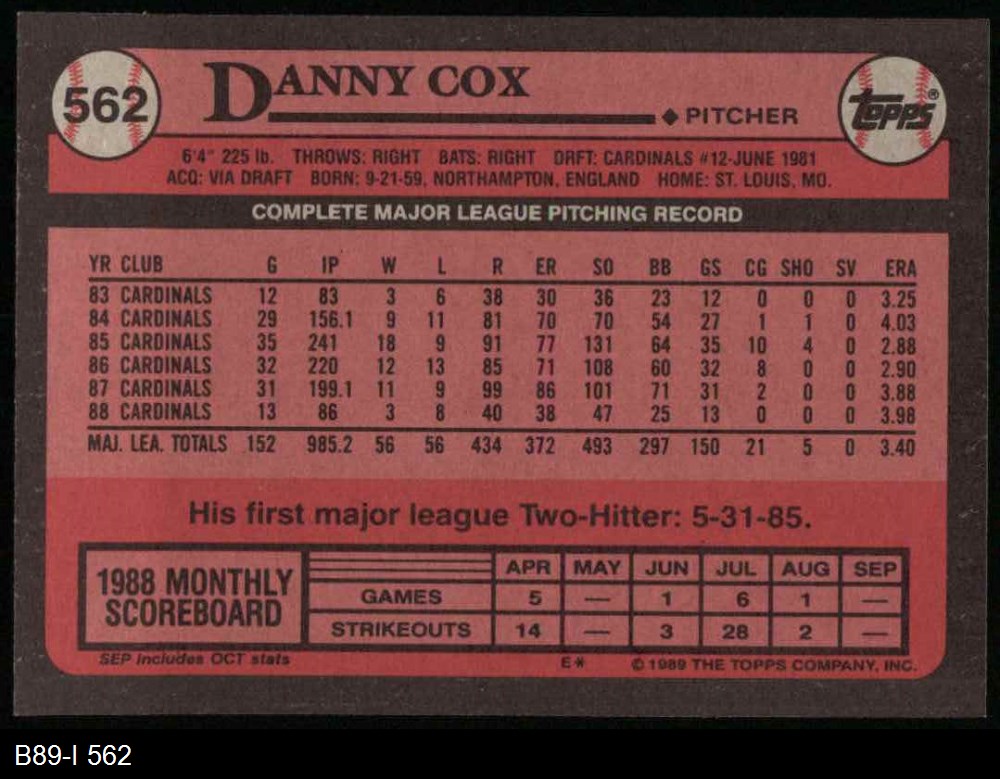 562
DANNY COX
◆ PITCHER
Topps®
6'4" 225 lb. THROWS: RIGHT BATS: RIGHT DRFT: CARDINALS #12-JUNE 1981
ACQ: VIA DRAFT BORN: 9-21-59, NORTHAMPTON, ENGLAND HOME: ST. LOUIS, MO.
COMPLETE MAJOR LEAGUE PITCHING RECORD
YR CLUB G IP W L R ER SO BB GS CG SHO SV ERA
83 CARDINALS 12 83 3 6 38 30 36 23 12 0 0 0 3.25
84 CARDINALS 29 156.1 9 11 81 70 70 54 27 1 1 0 4.03
85 CARDINALS 35 241 18 9 91 77 131 64 35 10 4 0 2.88
86 CARDINALS 32 220 12 13 85 71 108 60 32 8 0 0 2.90
87 CARDINALS 31 199.1 11 9 99 86 101 71 31 2 0 0 3.88
88 CARDINALS 13 86 3 8 40 38 47 25 13 0 0 0 3.98
MAJ. LEA. TOTALS 152 985.2 56 56 434 372 493 297 150 21 5 0 3.40
His first major league Two-Hitter: 5-31-85.
1988 MONTHLY
SCOREBOARD
APR MAY JUN JUL AUG SEP
GAMES 5 — 1 6 1 —
STRIKEOUTS 14 — 3 28 2 —
SEP includes OCT stats
E* © 1989 THE TOPPS COMPANY, INC.
B89-I 562